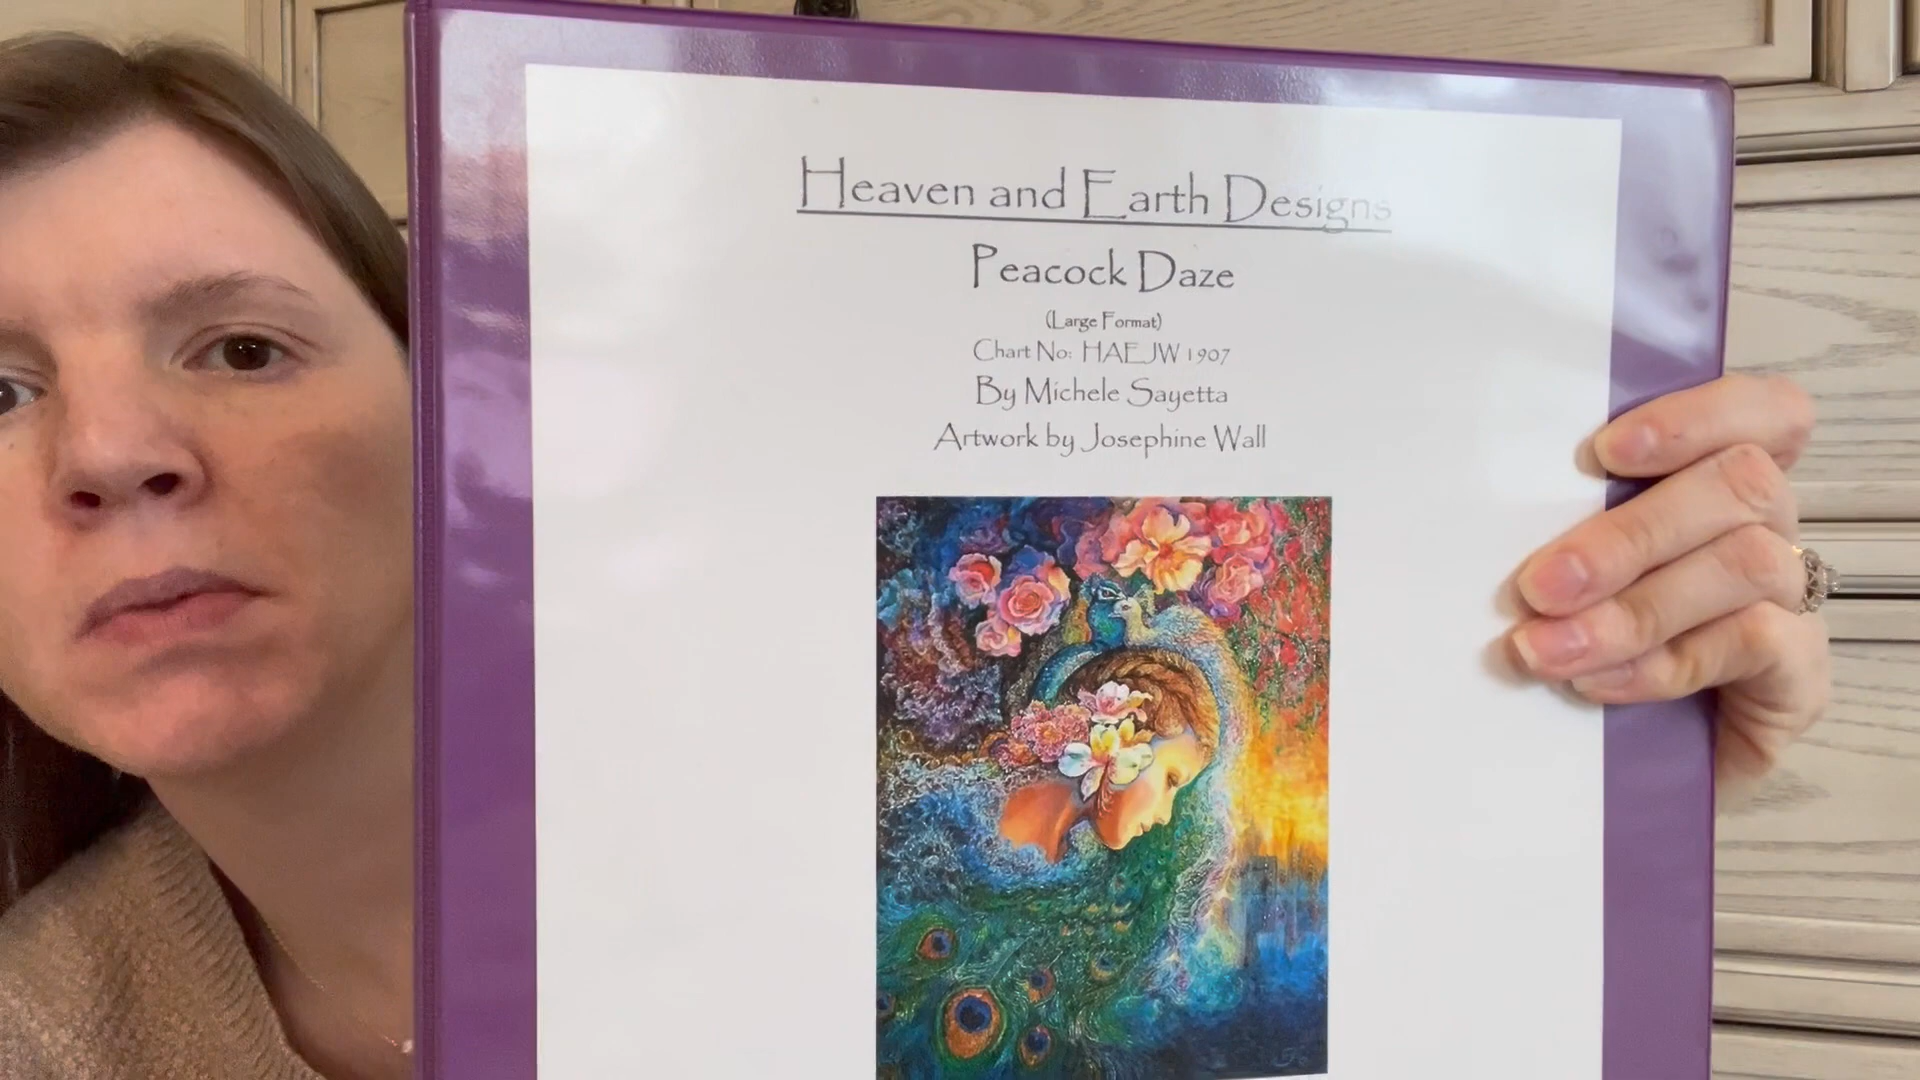 Heaven and Earth Designs
Peacock Daze
(Large Format)
Chart No: HAEJW 1907
By Michele Sayetta
Artwork by Josephine Wall